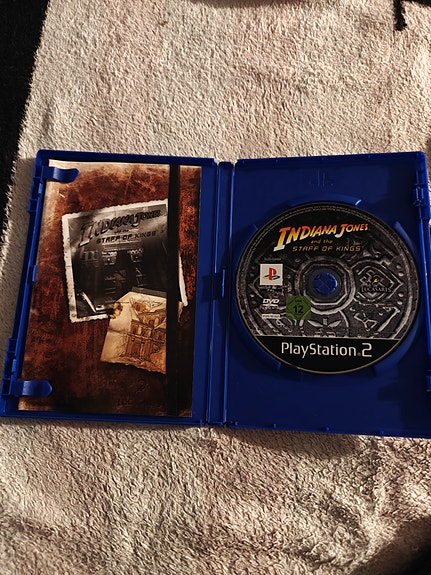 INDIANA JONES
and the
STAFF OF KINGS
INDIANA JONES
and the
STAFF OF KINGS
DVD
12
LUCASARTS
PlayStation 2